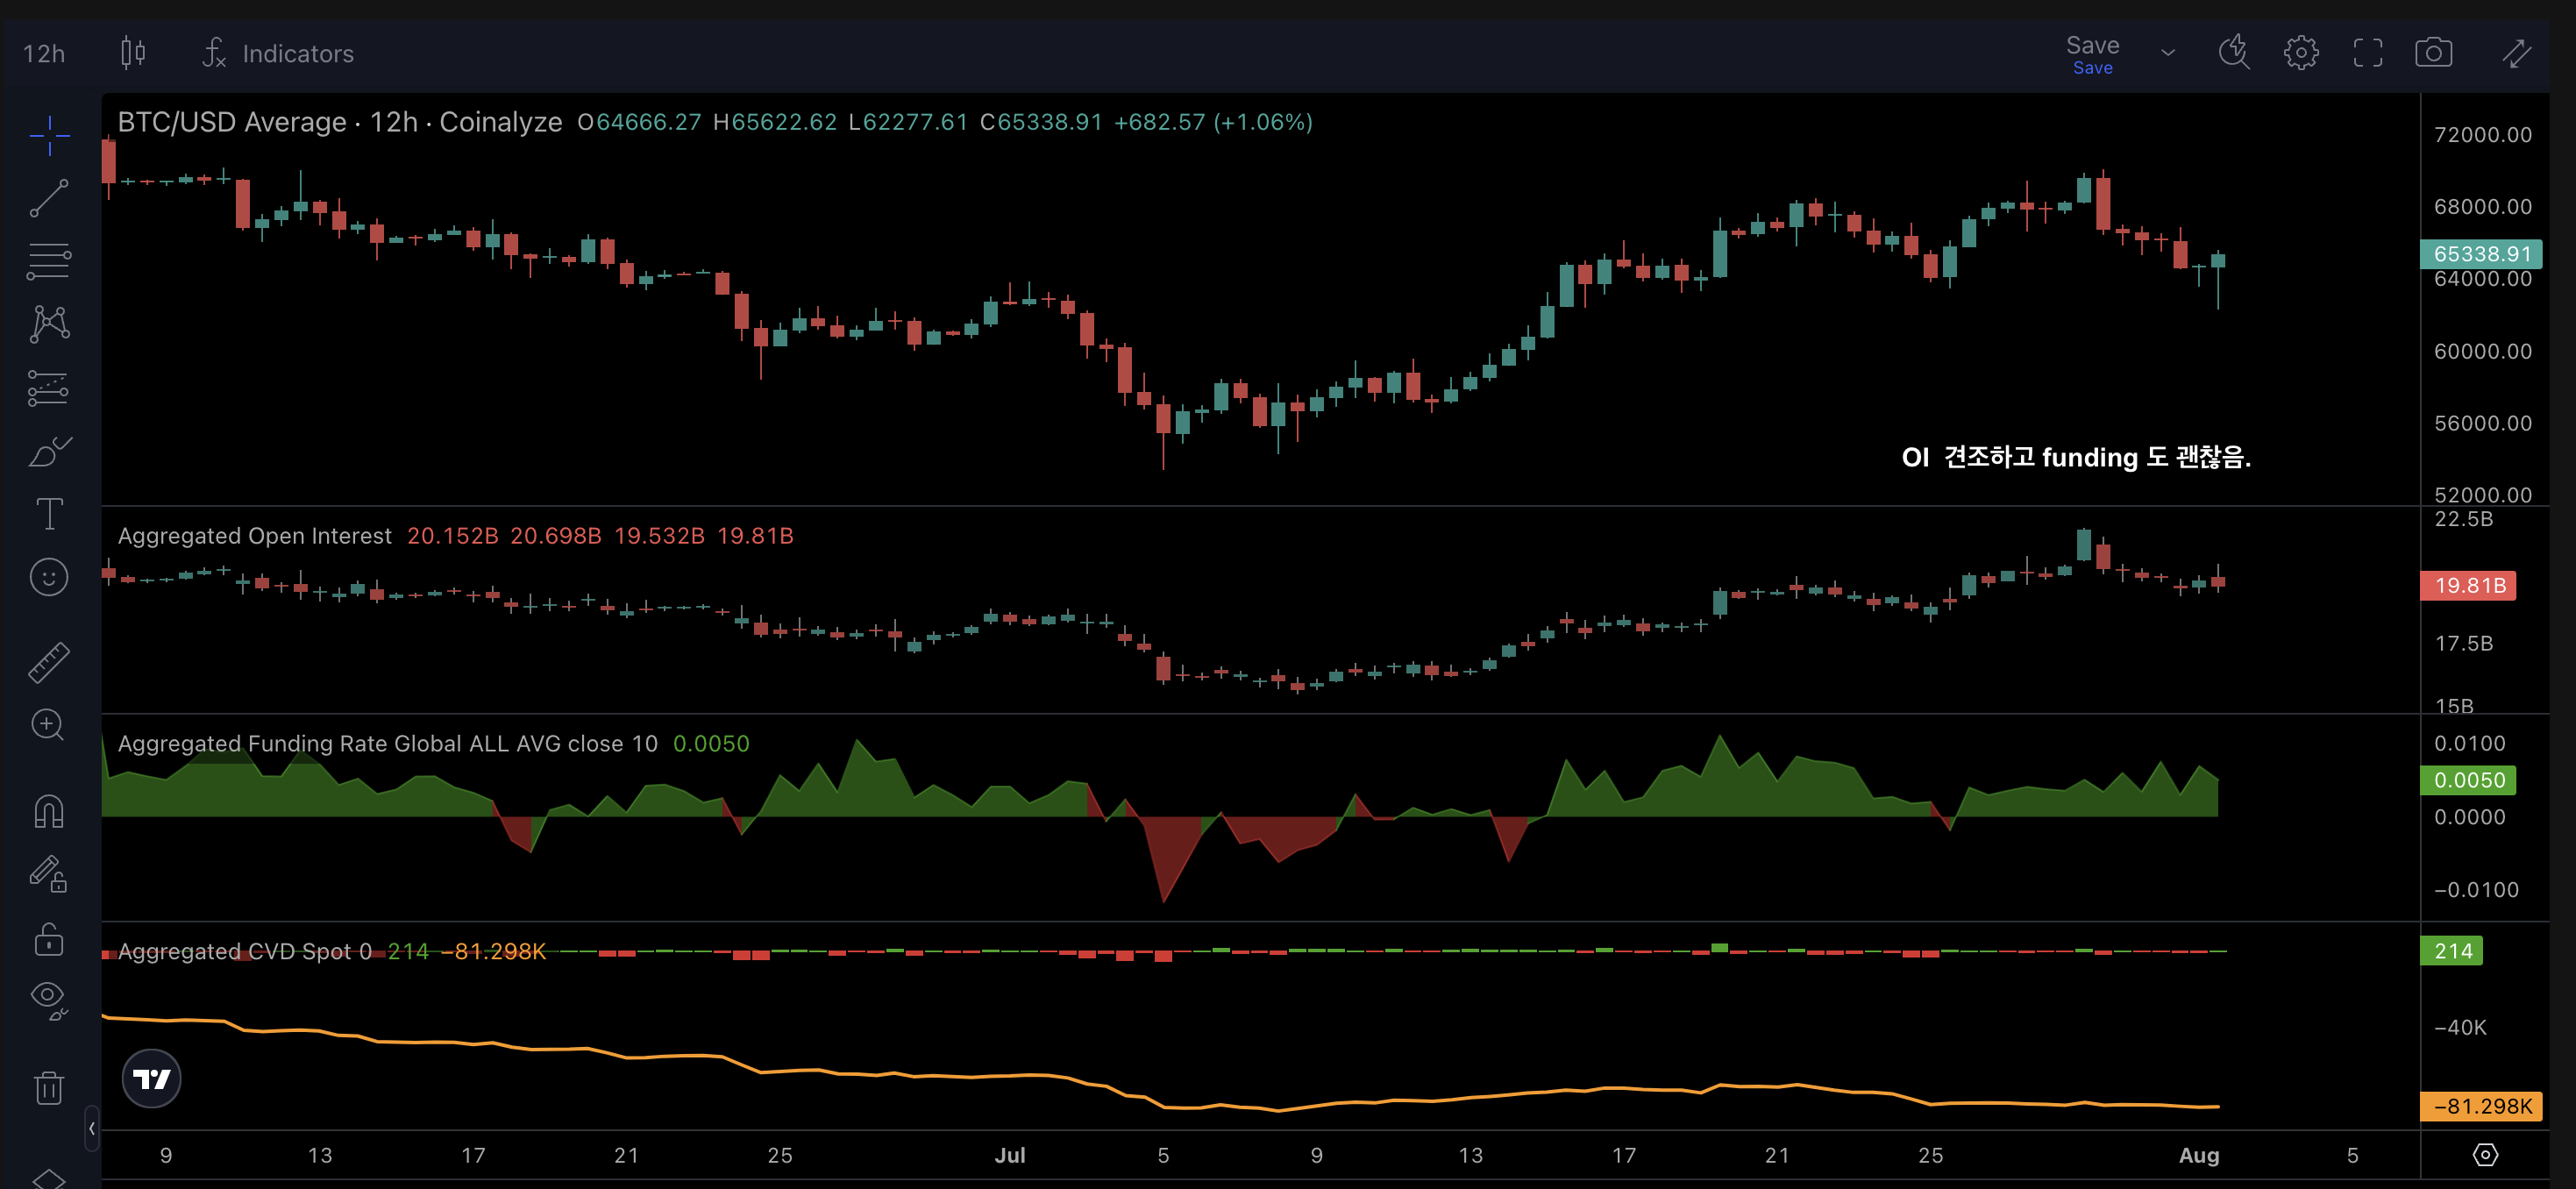 12h
Indicators
Save
Save
BTC/USD Average · 12h · Coinalyze O64666.27 H65622.62 L62277.61 C65338.91 +682.57 (+1.06%)
72000.00
68000.00
65338.91
64000.00
60000.00
56000.00
OI 견조하고 funding 도 괜찮음.
52000.00
Aggregated Open Interest 20.152B 20.698B 19.532B 19.81B
22.5B
19.81B
17.5B
15B
Aggregated Funding Rate Global ALL AVG close 10 0.0050
0.0100
0.0050
0.0000
−0.0100
Aggregated CVD Spot 0 214 −81.298K
214
−40K
−81.298K
9 13 17 21 25 Jul 5 9 13 17 21 25 Aug 5